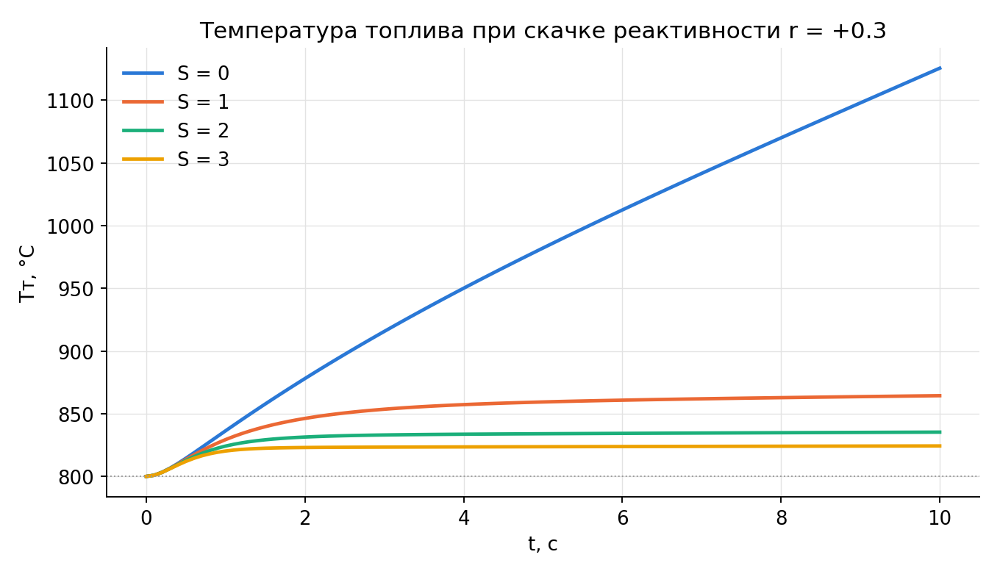 Температура топлива при скачке реактивности r = +0.3
S = 0
S = 1
S = 2
S = 3
1100
1050
1000
950
900
850
800
Tт, °C
0 2 4 6 8 10
t, с